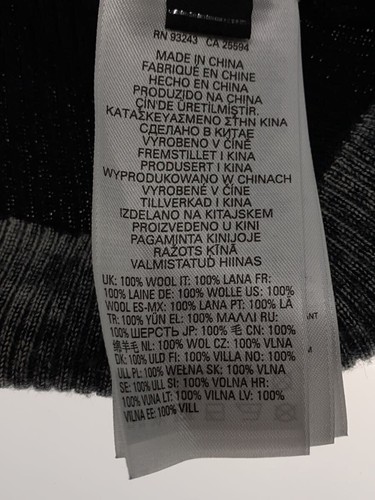 RN 93243 CA 25594
MADE IN CHINA
FABRIQUÉ EN CHINE
HECHO EN CHINA
PRODUZIDO NA CHINA
ÇİN'DE ÜRETİLMİŞTİR.
ΚΑΤΑΣΚΕΥΑΣΜΕΝΟ ΣΤΗΝ ΚΙΝΑ
СДЕЛАНО В КИТАЕ
VYROBENO V ČÍNĚ
FREMSTILLET I KINA
PRODUSERT I KINA
WYPRODUKOWANO W CHINACH
VYROBENÉ V ČÍNE
TILLVERKAD I KINA
IZDELANO NA KITAJSKEM
PROIZVEDENO U KINI
PAGAMINTA KINIJOJE
RAŽOTS ĶĪNĀ
VALMISTATUD HIINAS
UK: 100% WOOL IT: 100% LANA FR:
100% LAINE DE: 100% WOLLE US: 100%
WOOL ES-MX: 100% LANA PT: 100% LÃ
TR: 100% YÜN EL: 100% ΜΑΛΛΙ RU:
100% ШЕРСТЬ JP: 100% 毛 CN: 100%
绵羊毛 NL: 100% WOL CZ: 100% VLNA
DK: 100% ULD FI: 100% VILLA NO: 100%
ULL PL: 100% WEŁNA SK: 100% VLNA
SE: 100% ULL SI: 100% VOLNA HR:
100% VUNA LT: 100% VILNA LV: 100%
VILNA EE: 100% VILL